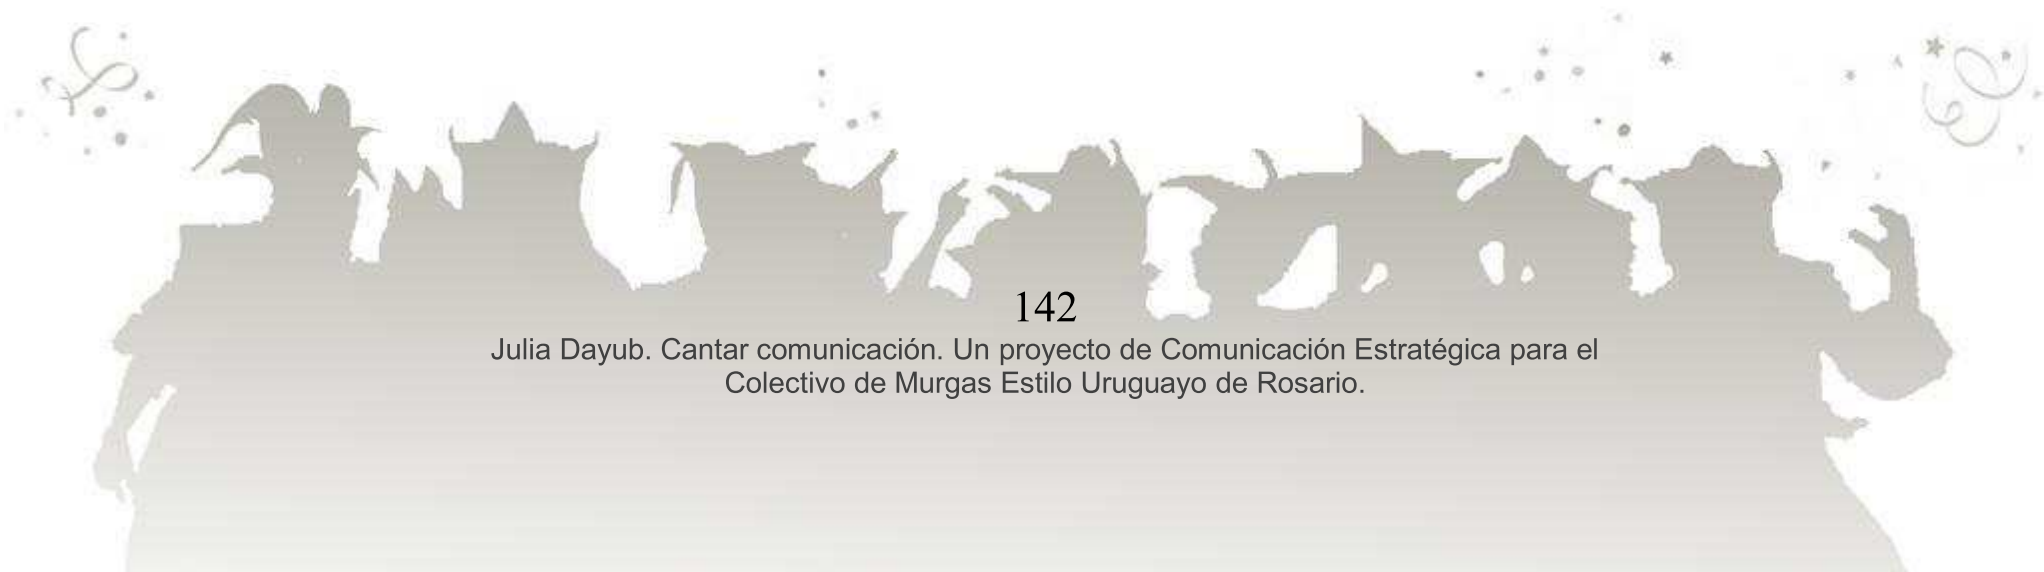 142
Julia Dayub. Cantar comunicación. Un proyecto de Comunicación Estratégica para el
Colectivo de Murgas Estilo Uruguayo de Rosario.